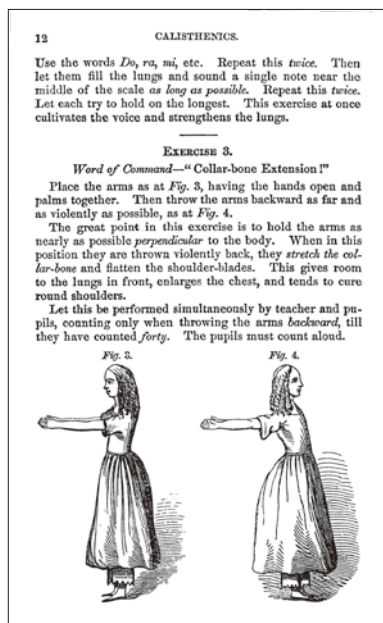 12 CALISTHENICS.
Use the words Do, ra, mi, etc. Repeat this twice. Then
let them fill the lungs and sound a single note near the
middle of the scale as long as possible. Repeat this twice.
Let each try to hold on the longest. This exercise at once
cultivates the voice and strengthens the lungs.
EXERCISE 3.
Word of Command—“Collar-bone Extension!”
Place the arms as at Fig. 3, having the hands open and
palms together. Then throw the arms backward as far and
as violently as possible, as at Fig. 4.
The great point in this exercise is to hold the arms as
nearly as possible perpendicular to the body. When in this
position they are thrown violently back, they stretch the col-
lar-bone and flatten the shoulder-blades. This gives room
to the lungs in front, enlarges the chest, and tends to cure
round shoulders.
Let this be performed simultaneously by teacher and pu-
pils, counting only when throwing the arms backward, till
they have counted forty. The pupils must count aloud.
Fig. 3. Fig. 4.